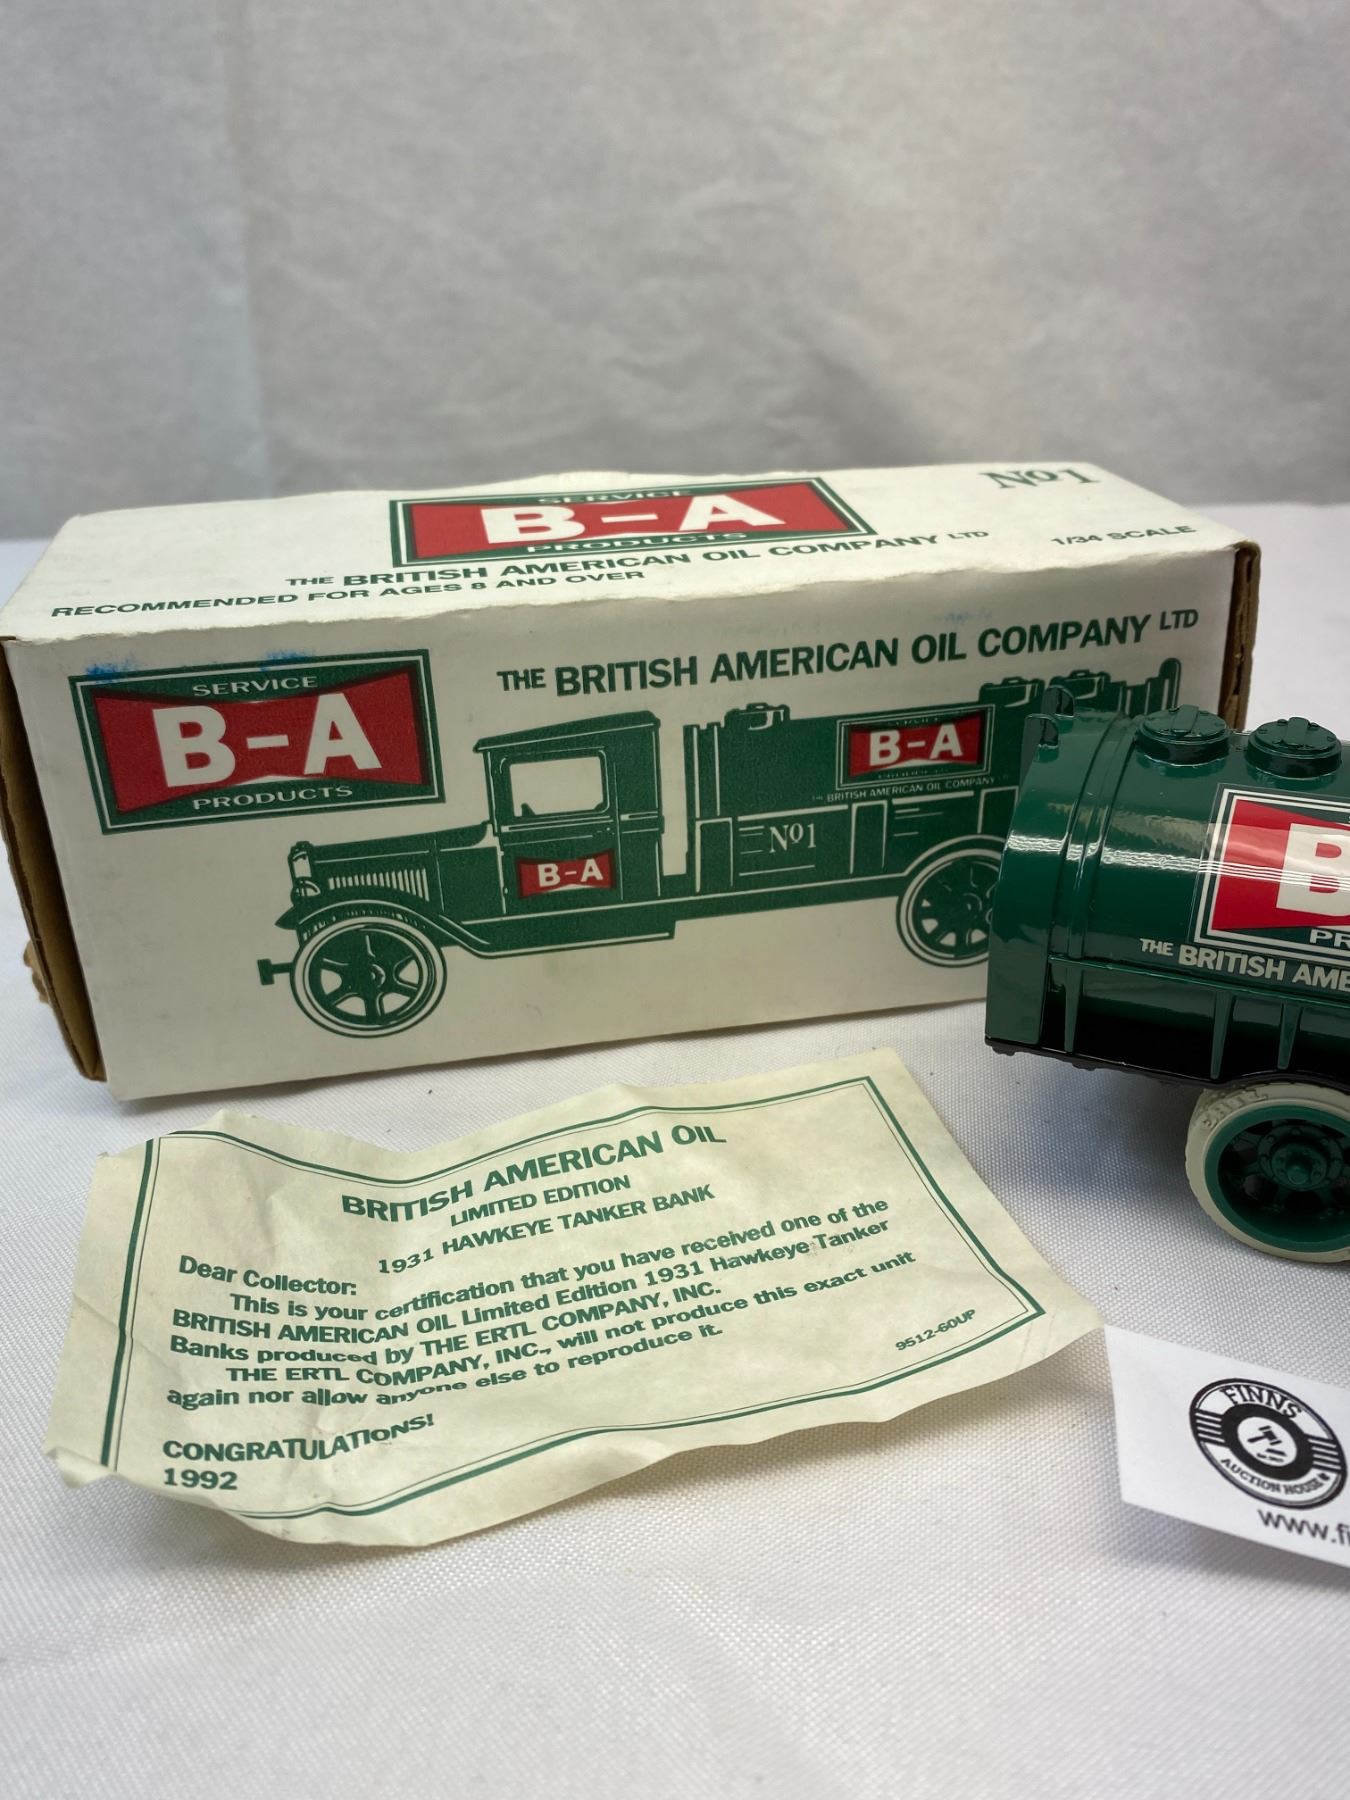 SERVICE
B-A
PRODUCTS
No1
THE BRITISH AMERICAN OIL COMPANY LTD
1/34 SCALE
RECOMMENDED FOR AGES 8 AND OVER
SERVICE
B-A
PRODUCTS
THE BRITISH AMERICAN OIL COMPANY LTD
B-A
THE BRITISH AMERICAN OIL COMPANY
No1
B-A
B
PR
THE BRITISH AME
BRITISH AMERICAN OIL
LIMITED EDITION
1931 HAWKEYE TANKER BANK
Dear Collector:
This is your certification that you have received one of the
BRITISH AMERICAN OIL Limited Edition 1931 Hawkeye Tanker
Banks produced by THE ERTL COMPANY, INC.
THE ERTL COMPANY, INC., will not produce this exact unit
again nor allow anyone else to reproduce it.
9512-60UP
CONGRATULATIONS!
1992
FINNS
AUCTION HOUSE
www.fi